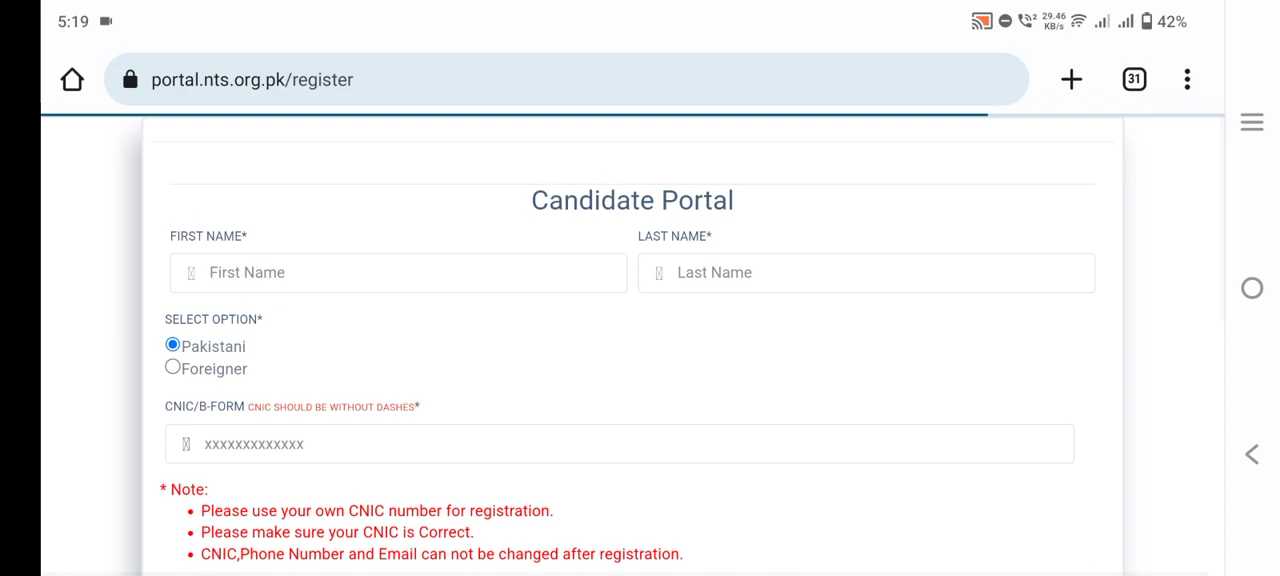 5:19 29.46 KB/s 42%
portal.nts.org.pk/register 31
Candidate Portal
FIRST NAME* LAST NAME*
First Name Last Name
SELECT OPTION*
Pakistani
Foreigner
CNIC/B-FORM CNIC SHOULD BE WITHOUT DASHES*
xxxxxxxxxxxxx
* Note:
• Please use your own CNIC number for registration.
• Please make sure your CNIC is Correct.
• CNIC,Phone Number and Email can not be changed after registration.